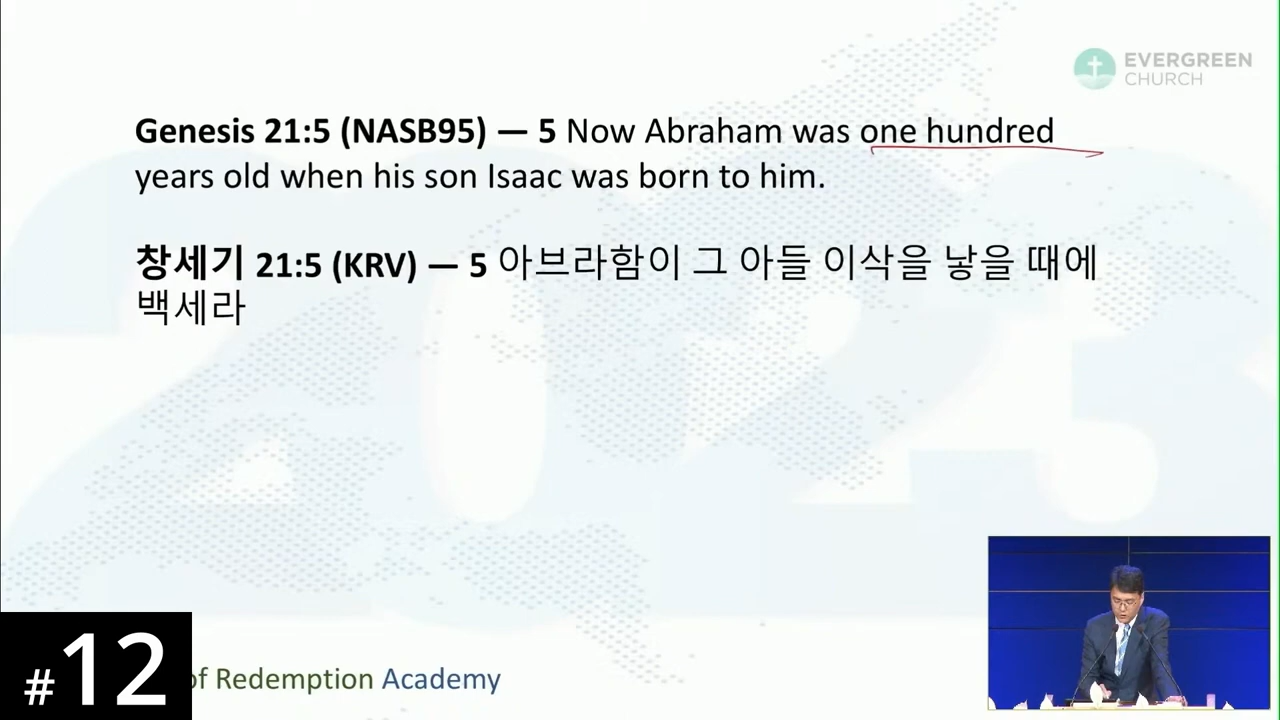 EVERGREEN
CHURCH
Genesis 21:5 (NASB95) — 5 Now Abraham was one hundred
years old when his son Isaac was born to him.
창세기 21:5 (KRV) — 5 아브라함이 그 아들 이삭을 낳을 때에
백세라
#12
of Redemption Academy